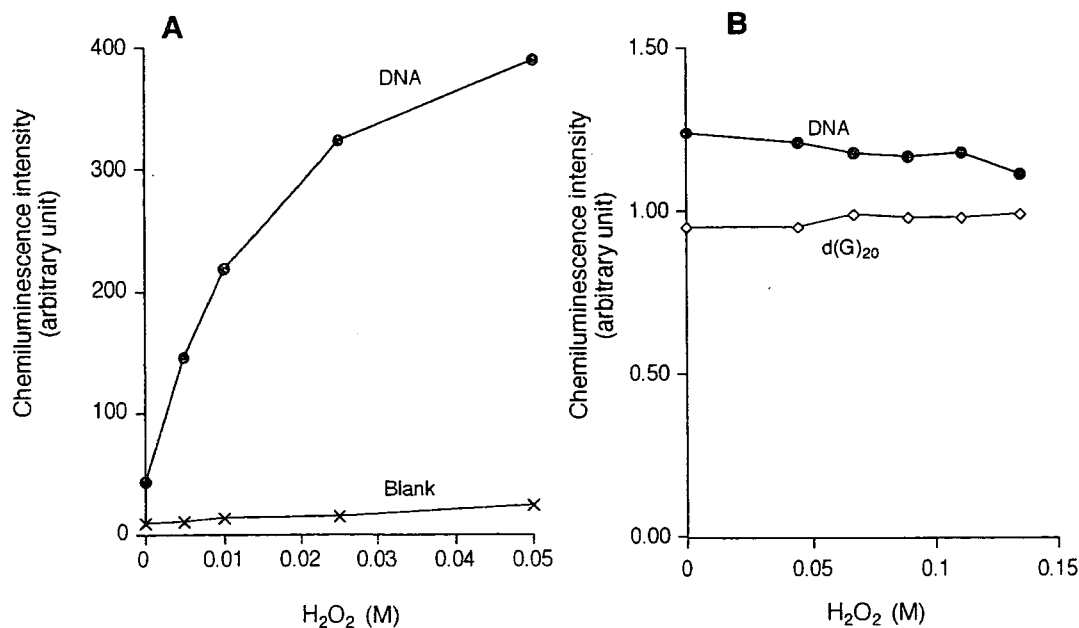 A
Chemiluminescence intensity
(arbitrary unit)
400
300
200
100
0
DNA
Blank
0
0.01
0.02
0.03
0.04
0.05
H₂O₂ (M)
B
Chemiluminescence intensity
(arbitrary unit)
1.50
1.00
0.50
0.00
DNA
d(G)₂₀
0
0.05
0.1
0.15
H₂O₂ (M)